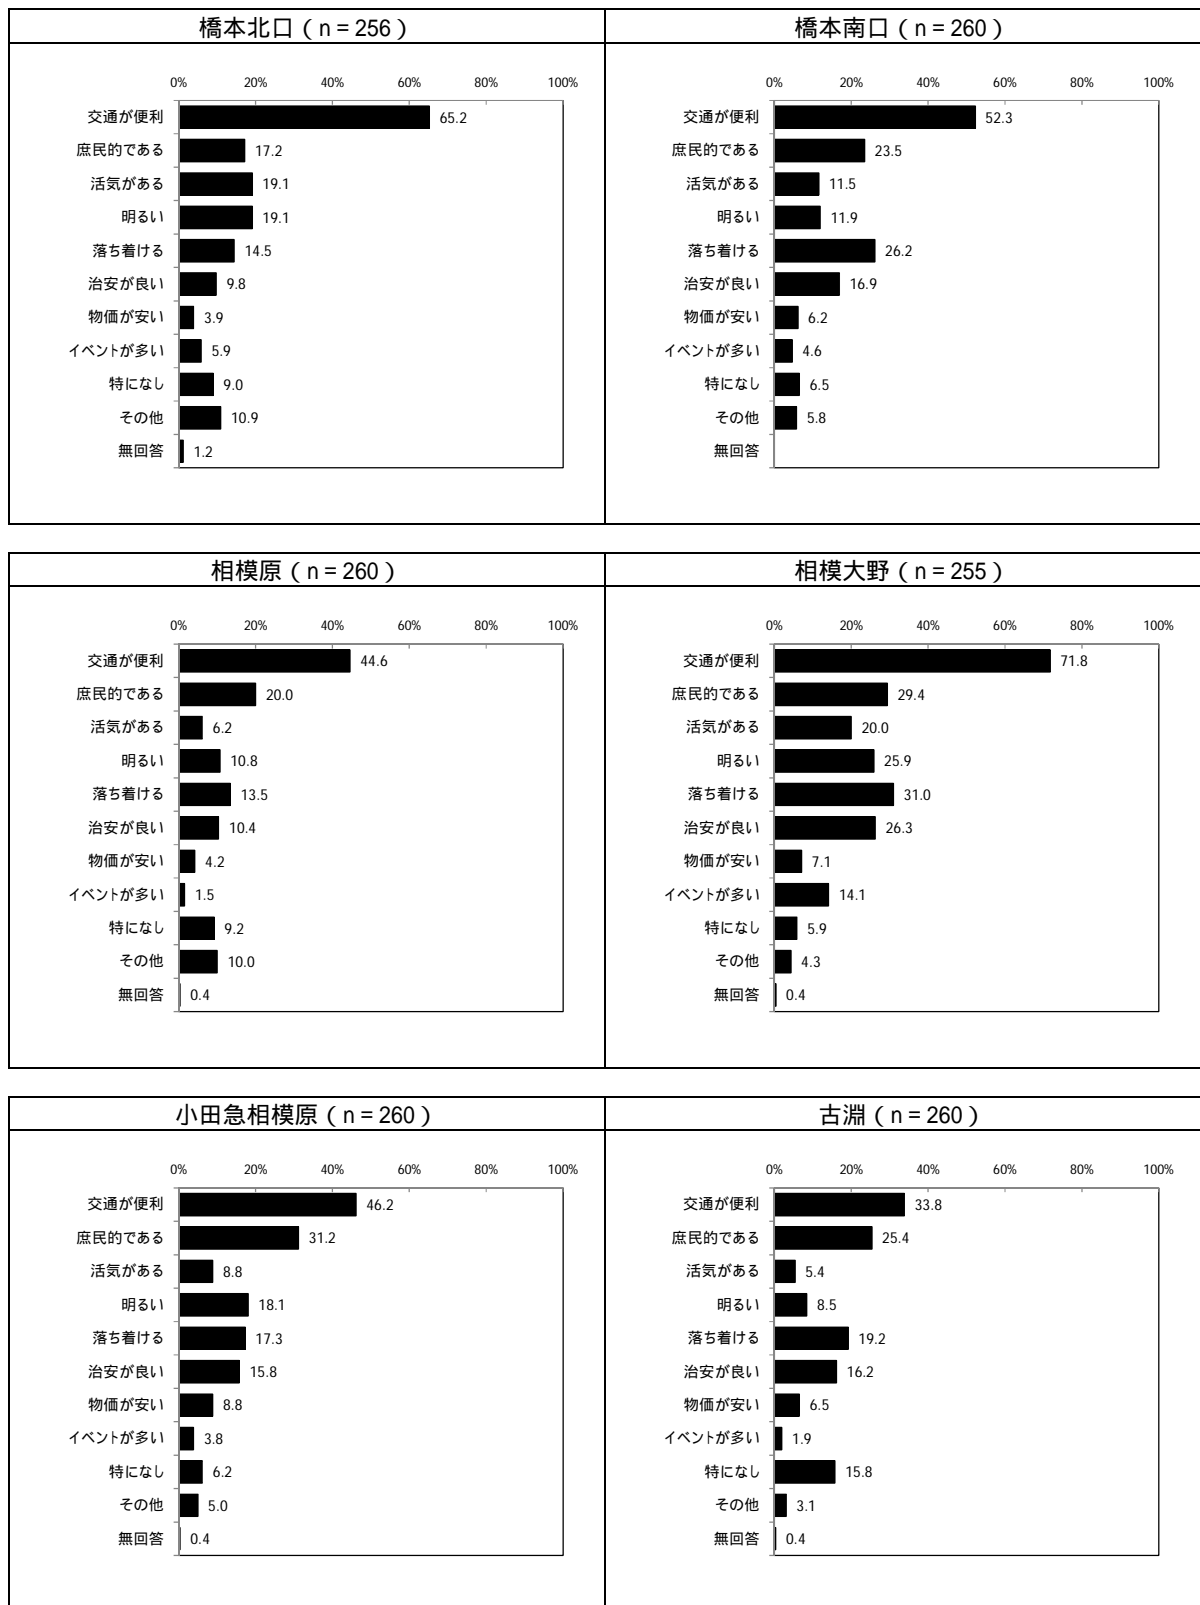 橋本北口（n＝256）
0% 20% 40% 60% 80% 100%
交通が便利 65.2
庶民的である 17.2
活気がある 19.1
明るい 19.1
落ち着ける 14.5
治安が良い 9.8
物価が安い 3.9
イベントが多い 5.9
特になし 9.0
その他 10.9
無回答 1.2
橋本南口（n＝260）
0% 20% 40% 60% 80% 100%
交通が便利 52.3
庶民的である 23.5
活気がある 11.5
明るい 11.9
落ち着ける 26.2
治安が良い 16.9
物価が安い 6.2
イベントが多い 4.6
特になし 6.5
その他 5.8
無回答
相模原（n＝260）
0% 20% 40% 60% 80% 100%
交通が便利 44.6
庶民的である 20.0
活気がある 6.2
明るい 10.8
落ち着ける 13.5
治安が良い 10.4
物価が安い 4.2
イベントが多い 1.5
特になし 9.2
その他 10.0
無回答 0.4
相模大野（n＝255）
0% 20% 40% 60% 80% 100%
交通が便利 71.8
庶民的である 29.4
活気がある 20.0
明るい 25.9
落ち着ける 31.0
治安が良い 26.3
物価が安い 7.1
イベントが多い 14.1
特になし 5.9
その他 4.3
無回答 0.4
小田急相模原（n＝260）
0% 20% 40% 60% 80% 100%
交通が便利 46.2
庶民的である 31.2
活気がある 8.8
明るい 18.1
落ち着ける 17.3
治安が良い 15.8
物価が安い 8.8
イベントが多い 3.8
特になし 6.2
その他 5.0
無回答 0.4
古淵（n＝260）
0% 20% 40% 60% 80% 100%
交通が便利 33.8
庶民的である 25.4
活気がある 5.4
明るい 8.5
落ち着ける 19.2
治安が良い 16.2
物価が安い 6.5
イベントが多い 1.9
特になし 15.8
その他 3.1
無回答 0.4